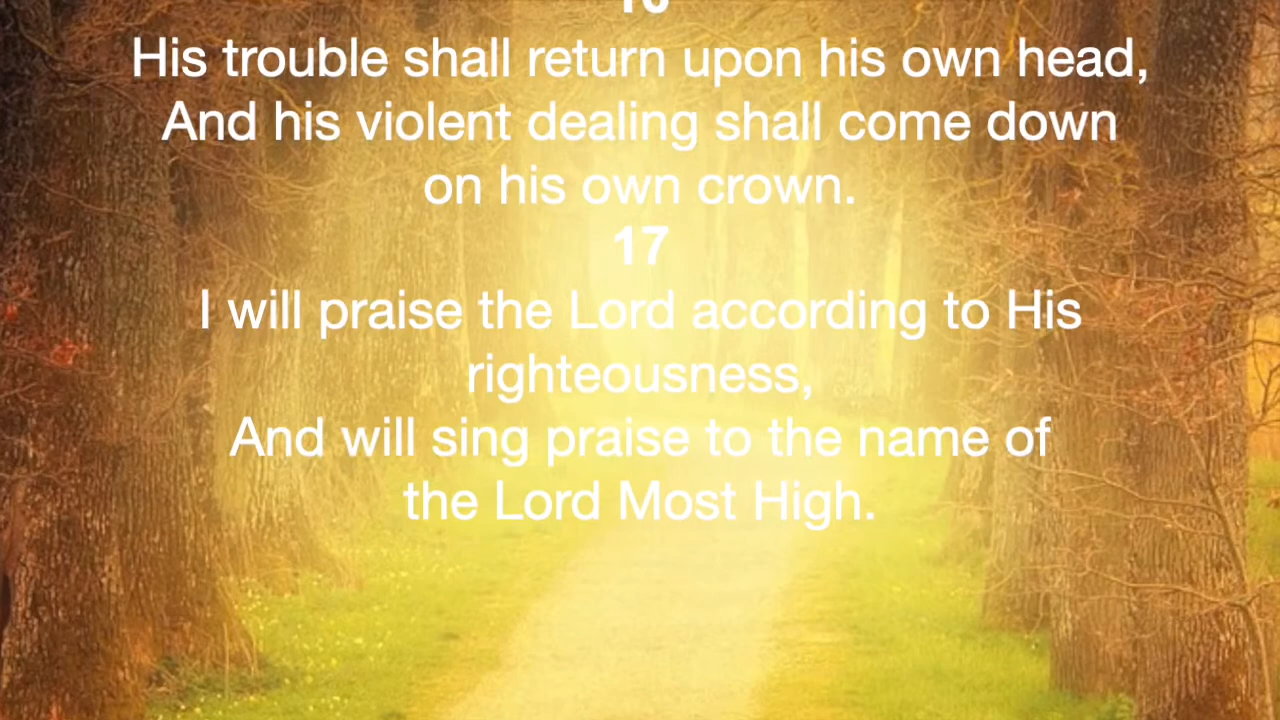 16
His trouble shall return upon his own head,
And his violent dealing shall come down
on his own crown.
17
I will praise the Lord according to His
righteousness,
And will sing praise to the name of
the Lord Most High.